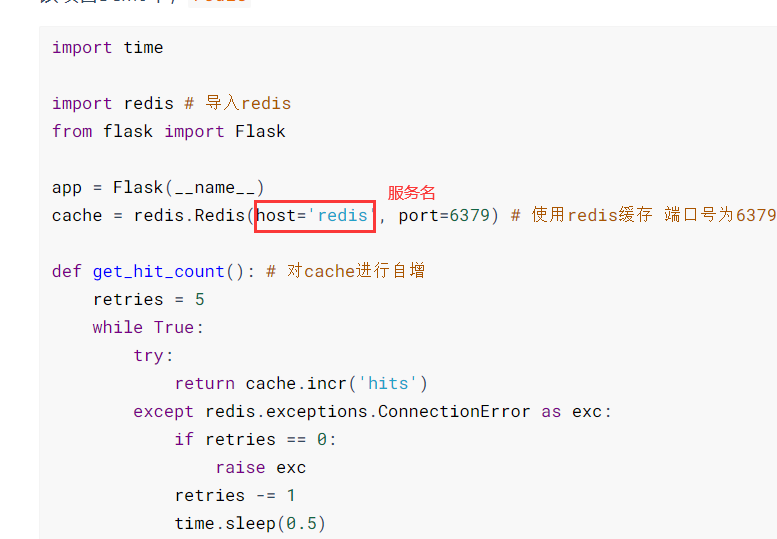 import time
import redis # 导入redis
from flask import Flask
app = Flask(__name__)
服务名
cache = redis.Redis(host='redis', port=6379) # 使用redis缓存 端口号为6379
def get_hit_count(): # 对cache进行自增
    retries = 5
    while True:
        try:
            return cache.incr('hits')
        except redis.exceptions.ConnectionError as exc:
            if retries == 0:
                raise exc
            retries -= 1
            time.sleep(0.5)